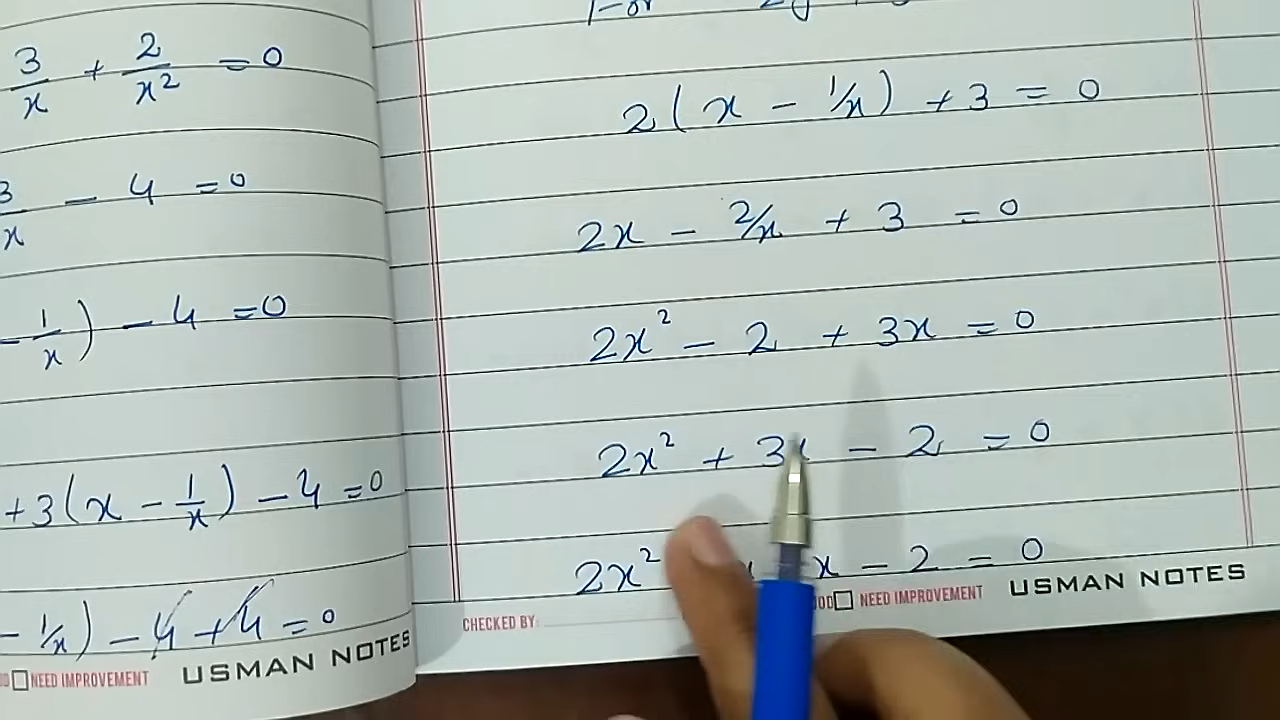 3/x + 2/x² = 0
3/x - 4 = 0
- 1/x) - 4 = 0
+3(x - 1/x) - 4 = 0
- 1/x) - 4 + 4 = 0
NEED IMPROVEMENT USMAN NOTES
2(x - 1/x) + 3 = 0
2x - 2/x + 3 = 0
2x² - 2 + 3x = 0
2x² + 3x - 2 = 0
2x² x - 2 = 0
CHECKED BY: NEED IMPROVEMENT USMAN NOTES